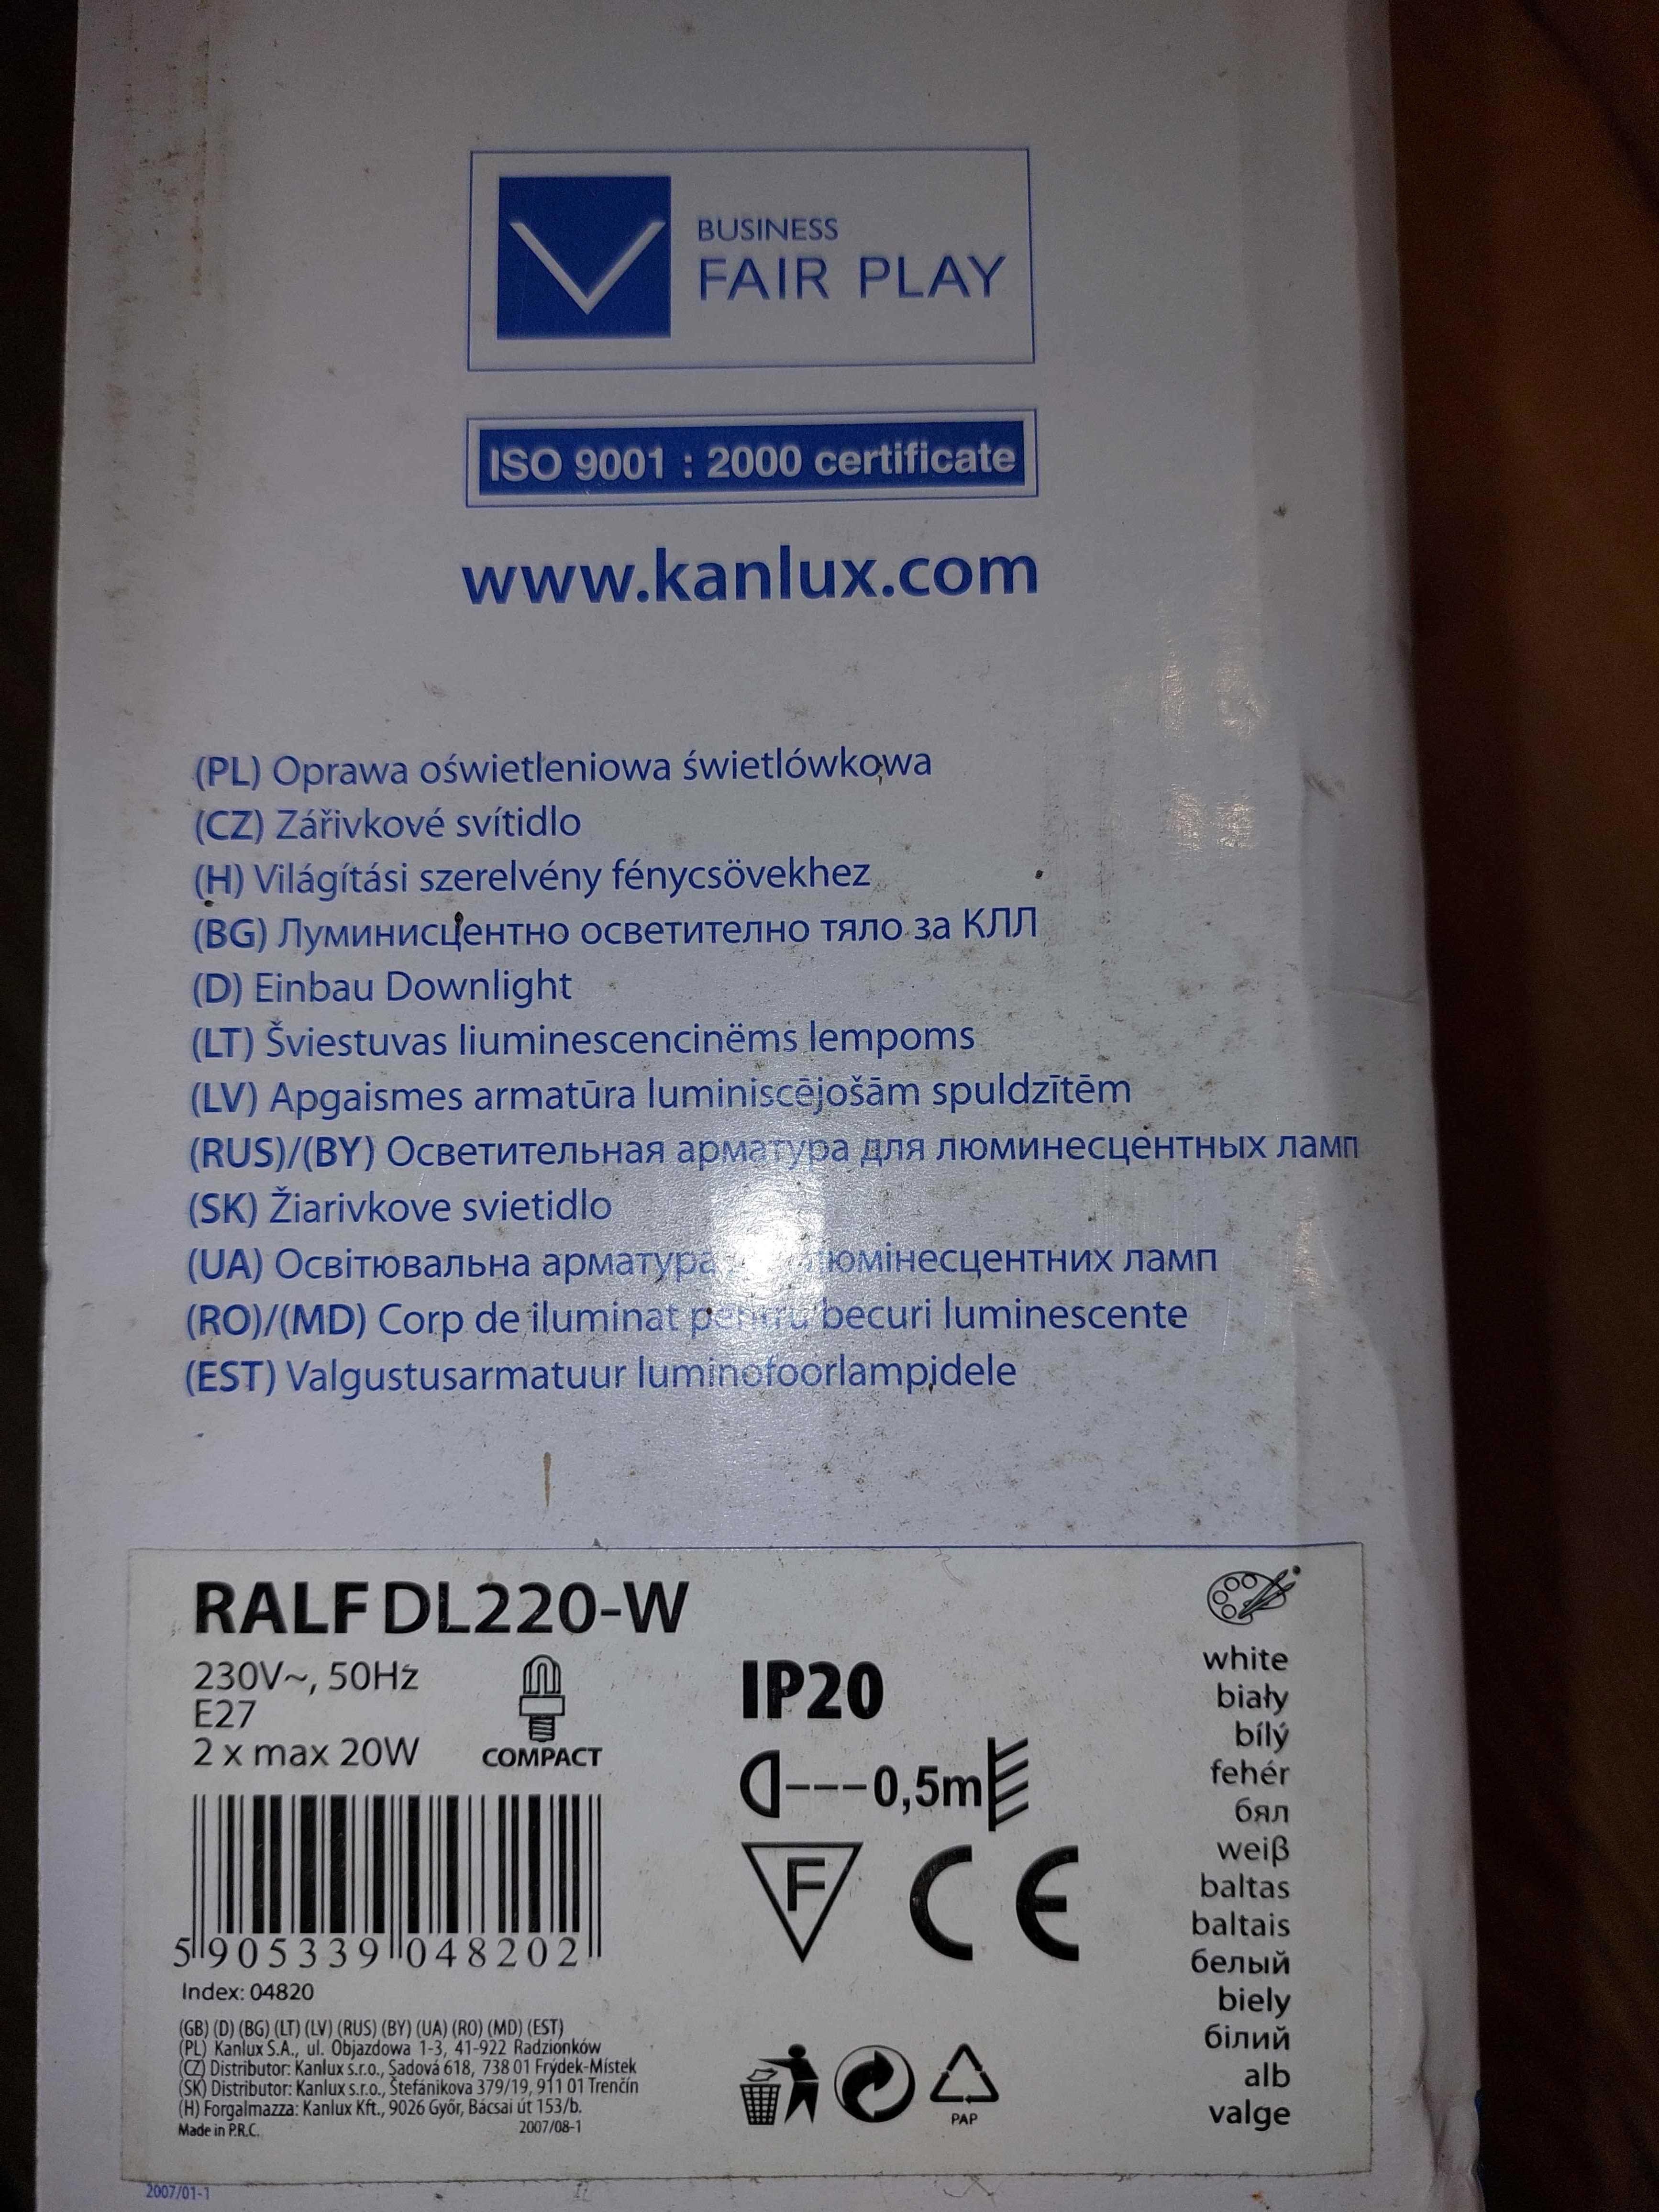 BUSINESS
FAIR PLAY
ISO 9001 : 2000 certificate
www.kanlux.com
(PL) Oprawa oświetleniowa świetlówkowa
(CZ) Zářivkové svítidlo
(H) Világítási szerelvény fénycsövekhez
(BG) Луминисцентно осветително тяло за КЛЛ
(D) Einbau Downlight
(LT) Šviestuvas liuminescencinëms lempoms
(LV) Apgaismes armatūra luminiscējošām spuldzītēm
(RUS)/(BY) Осветительная арматура для люминесцентных ламп
(SK) Žiarivkove svietidlo
(UA) Освітювальна арматура люмінесцентних ламп
(RO)/(MD) Corp de iluminat pentru becuri luminescente
(EST) Valgustusarmatuur luminofoorlampidele
RALF DL220-W
230V~, 50Hz
E27
2 x max 20W
COMPACT
IP20
0,5m
F
CE
white
biały
bílý
fehér
бял
weiß
baltas
baltais
белый
biely
білий
alb
valge
5 905339 048202
Index: 04820
(GB) (D) (BG) (LT) (LV) (RUS) (BY) (UA) (RO) (MD) (EST)
(PL) Kanlux S.A., ul. Objazdowa 1-3, 41-922 Radzionków
(CZ) Distributor: Kanlux s.r.o., Sadová 618, 738 01 Frýdek-Místek
(SK) Distributor: Kanlux s.r.o., Štefánikova 379/19, 911 01 Trenčín
(H) Forgalmazza: Kanlux Kft., 9026 Győr, Bácsai út 153/b.
Made in P.R.C. 2007/08-1
PAP
2007/01-1